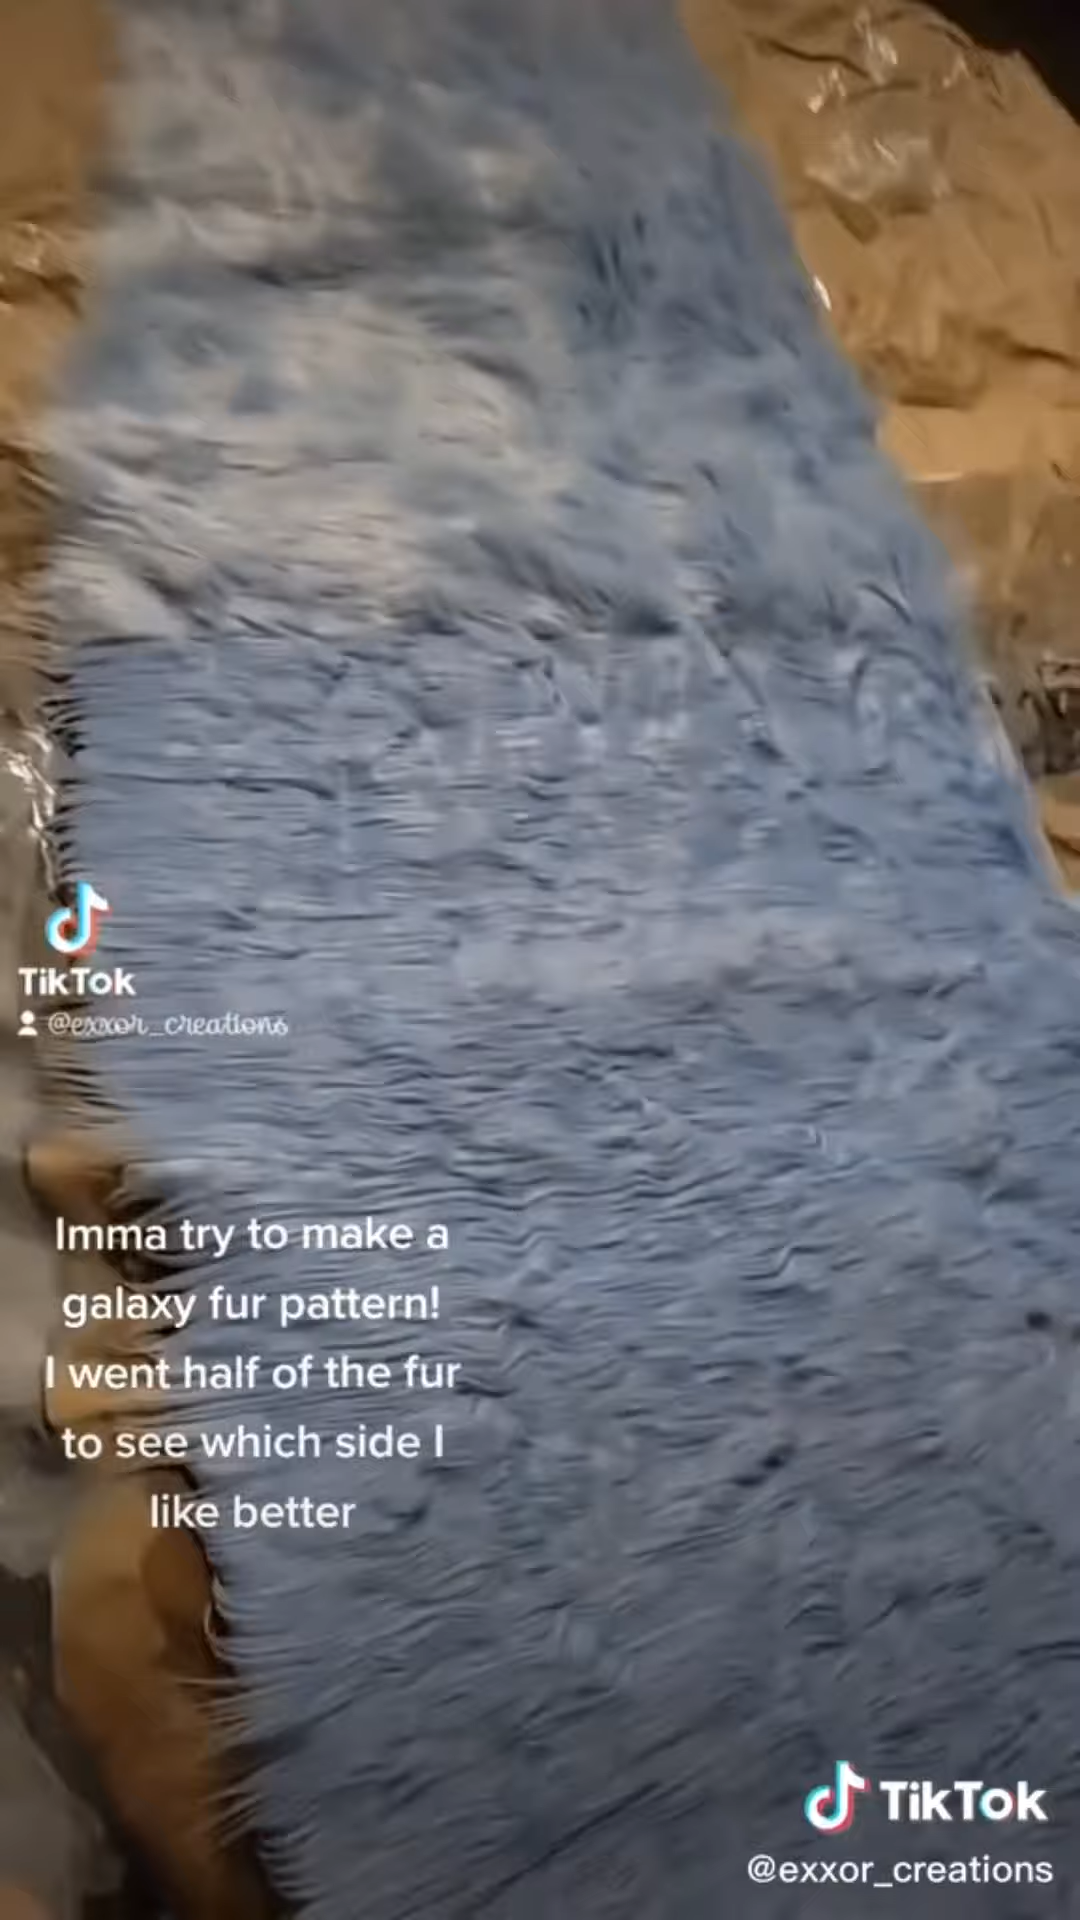 TikTok
@exxor_creations
Imma try to make a
galaxy fur pattern!
I went half of the fur
to see which side I
like better
TikTok
@exxor_creations